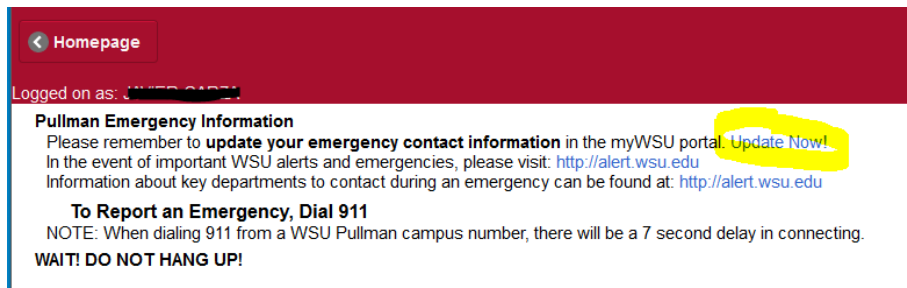 Homepage
Logged on as:
Pullman Emergency Information
Please remember to update your emergency contact information in the myWSU portal. Update Now!
In the event of important WSU alerts and emergencies, please visit: http://alert.wsu.edu
Information about key departments to contact during an emergency can be found at: http://alert.wsu.edu
To Report an Emergency, Dial 911
NOTE: When dialing 911 from a WSU Pullman campus number, there will be a 7 second delay in connecting.
WAIT! DO NOT HANG UP!